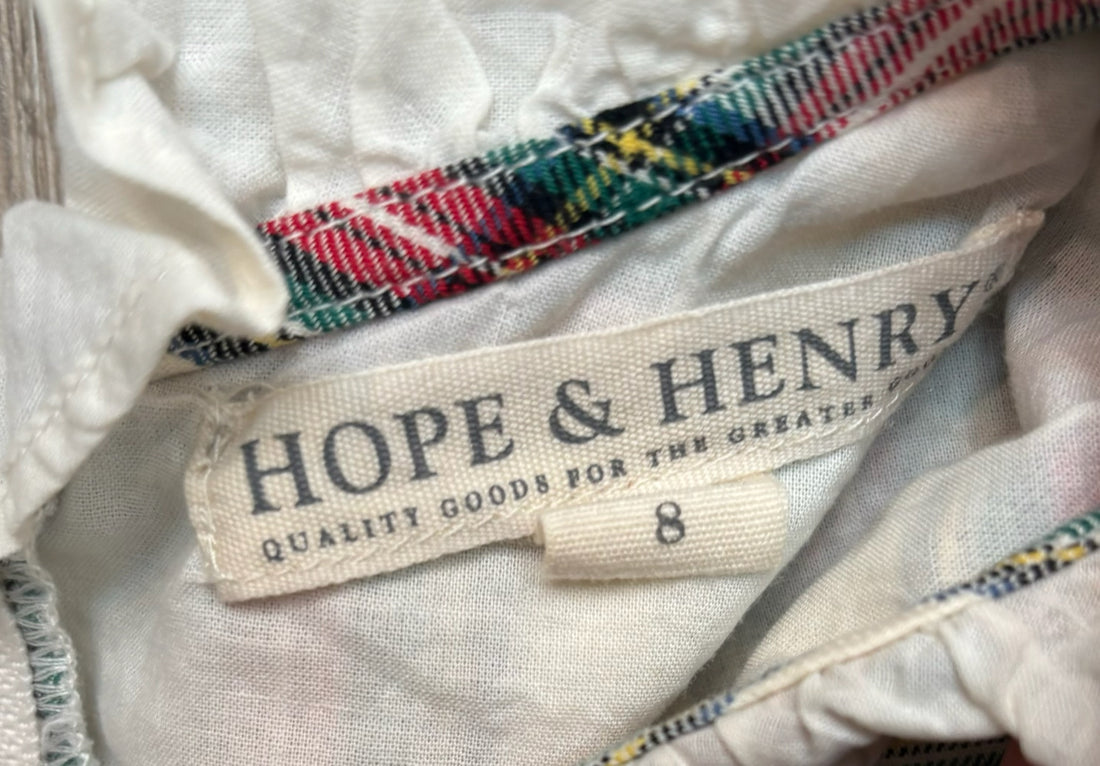 HOPE & HENRY
QUALITY GOODS FOR THE GREATER
8